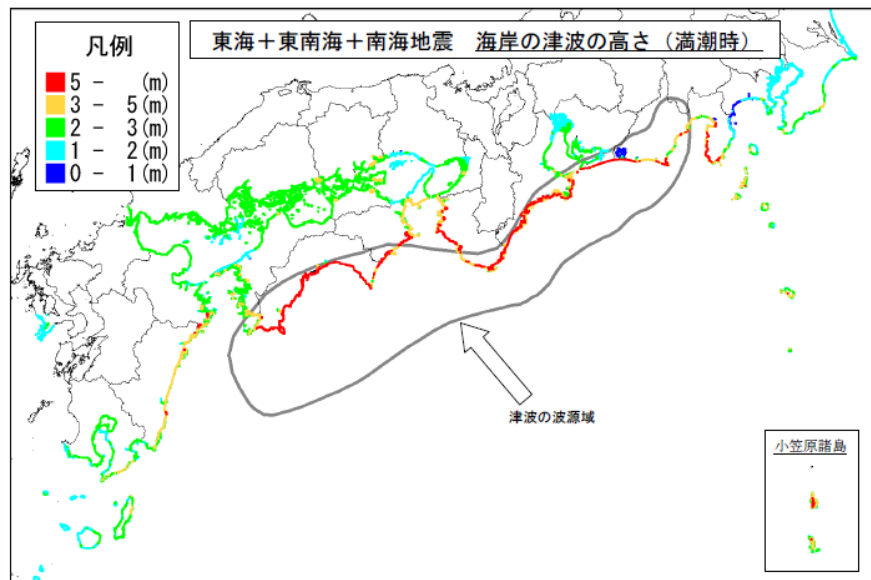 東海+東南海+南海地震 海岸の津波の高さ(満潮時)
凡例
5 - (m)
3 - 5(m)
2 - 3(m)
1 - 2(m)
0 - 1(m)
津波の波源域
小笠原諸島